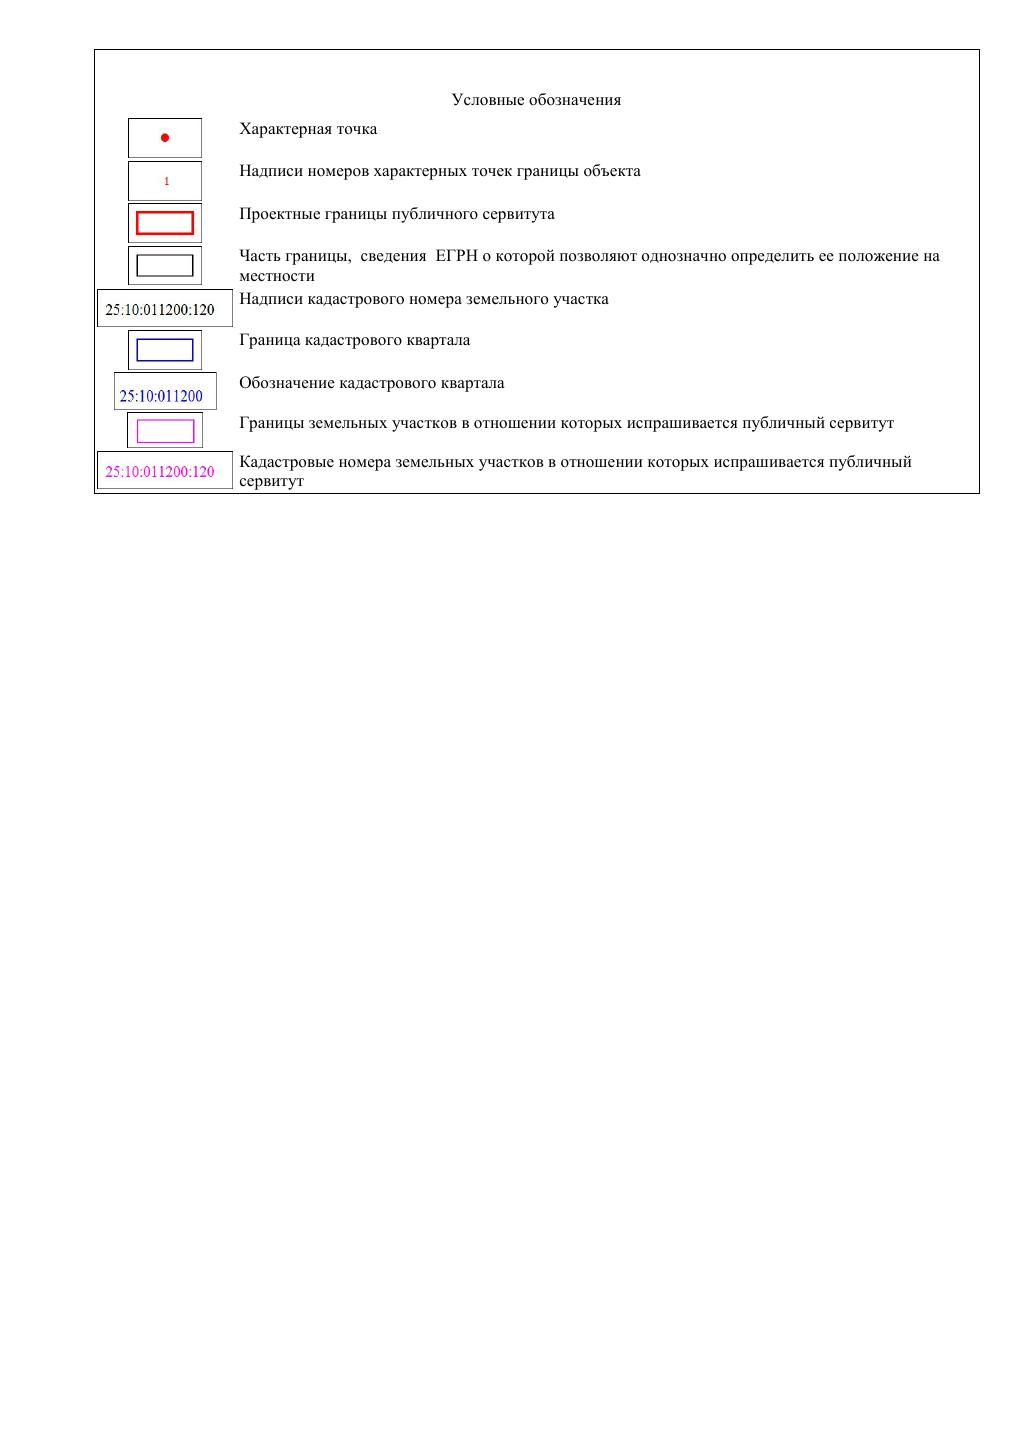 Условные обозначения
Характерная точка
1
Надписи номеров характерных точек границы объекта
Проектные границы публичного сервитута
Часть границы,  сведения  ЕГРН о которой позволяют однозначно определить ее положение на
местности
25:10:011200:120
Надписи кадастрового номера земельного участка
Граница кадастрового квартала
25:10:011200
Обозначение кадастрового квартала
Границы земельных участков в отношении которых испрашивается публичный сервитут
25:10:011200:120
Кадастровые номера земельных участков в отношении которых испрашивается публичный
сервитут